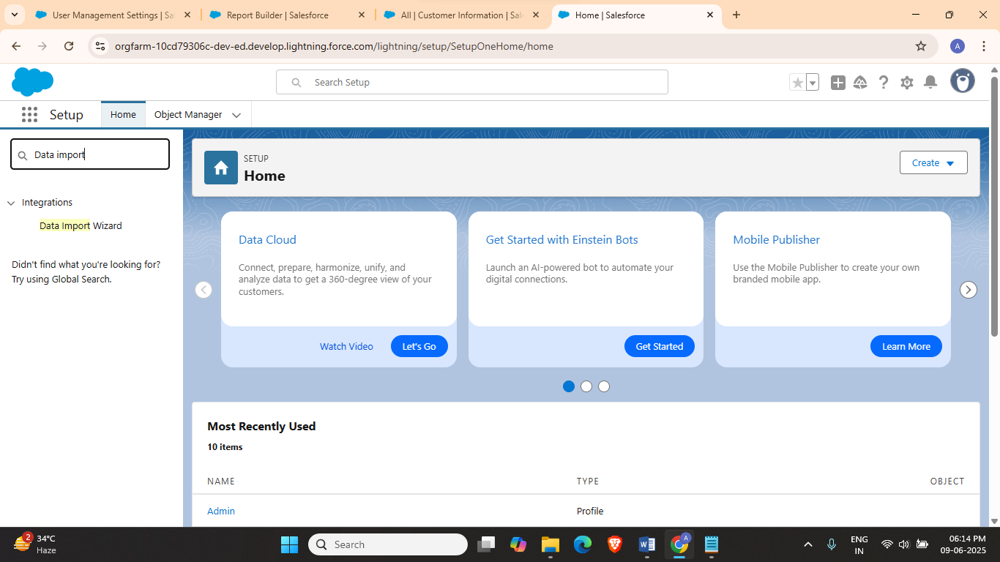 User Management Settings | Sa
Report Builder | Salesforce
All | Customer Information | Sal
Home | Salesforce
orgfarm-10cd79306c-dev-ed.develop.lightning.force.com/lightning/setup/SetupOneHome/home
A
Search Setup
Setup
Home
Object Manager
Data import
Integrations
Data Import Wizard
Didn't find what you're looking for?
Try using Global Search.
SETUP
Home
Create
Data Cloud
Connect, prepare, harmonize, unify, and
analyze data to get a 360-degree view of your
customers.
Watch Video
Let's Go
Get Started with Einstein Bots
Launch an AI-powered bot to automate your
digital connections.
Get Started
Mobile Publisher
Use the Mobile Publisher to create your own
branded mobile app.
Learn More
Most Recently Used
10 items
NAME TYPE OBJECT
Admin Profile
2
34°C
Haze
Search
A
ENG
IN
06:14 PM
09-06-2025